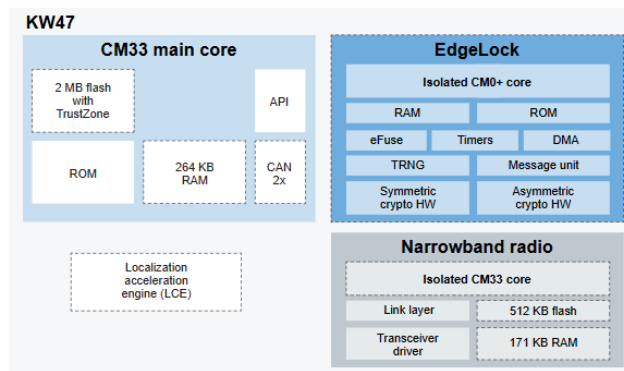 KW47
CM33 main core
2 MB flash
with
TrustZone
API
ROM
264 KB
RAM
CAN
2x
Localization
acceleration
engine (LCE)
EdgeLock
Isolated CM0+ core
RAM
ROM
eFuse
Timers
DMA
TRNG
Message unit
Symmetric
crypto HW
Asymmetric
crypto HW
Narrowband radio
Isolated CM33 core
Link layer
512 KB flash
Transceiver
driver
171 KB RAM